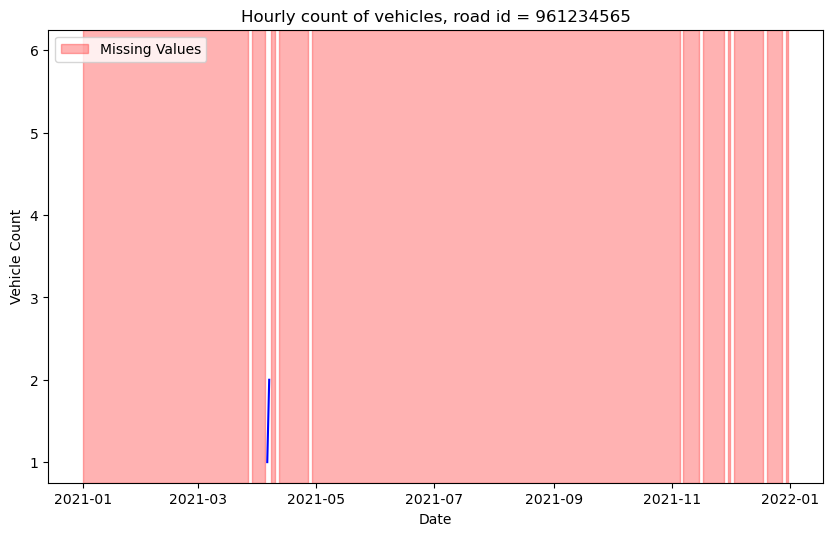 Hourly count of vehicles, road id = 961234565
Missing Values
6
5
4
3
2
1
Vehicle Count
2021-01 2021-03 2021-05 2021-07 2021-09 2021-11 2022-01
Date